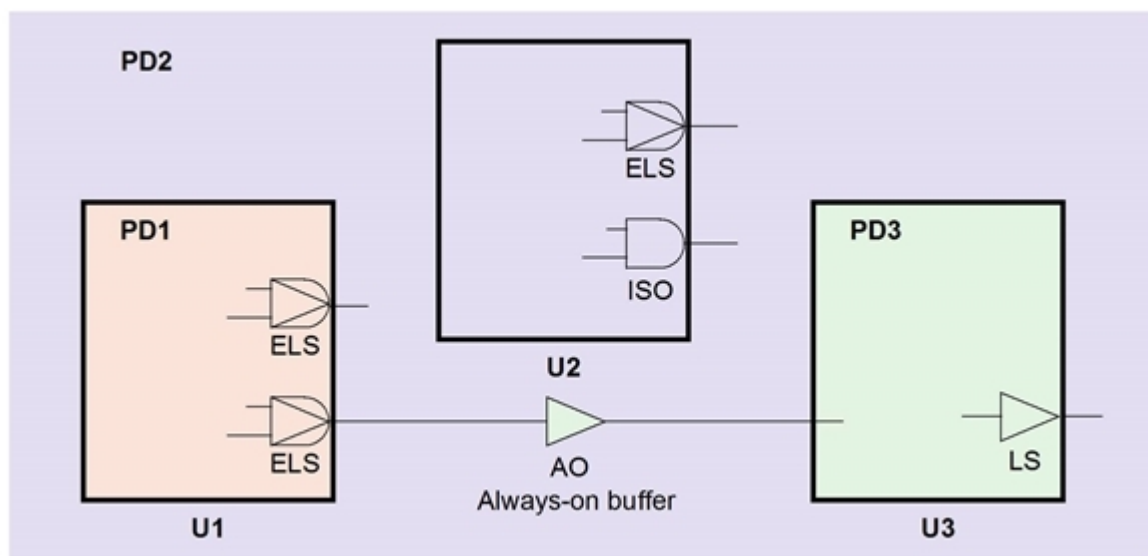 PD2
ELS
ISO
U2
PD1
ELS
ELS
U1
AO
Always-on buffer
PD3
LS
U3